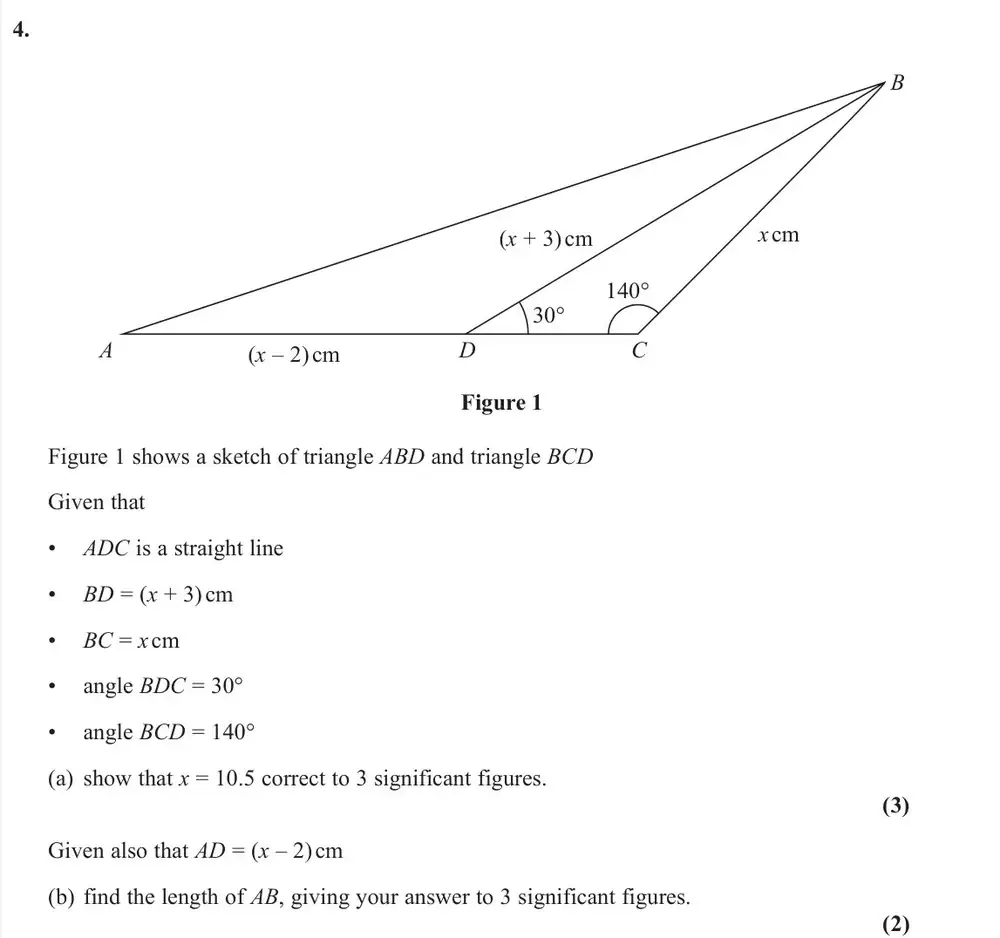 4.
B
(x + 3) cm
x cm
140°
30°
A
(x – 2) cm
D
C
Figure 1
Figure 1 shows a sketch of triangle ABD and triangle BCD
Given that
• ADC is a straight line
• BD = (x + 3) cm
• BC = x cm
• angle BDC = 30°
• angle BCD = 140°
(a) show that x = 10.5 correct to 3 significant figures.
(3)
Given also that AD = (x – 2) cm
(b) find the length of AB, giving your answer to 3 significant figures.
(2)